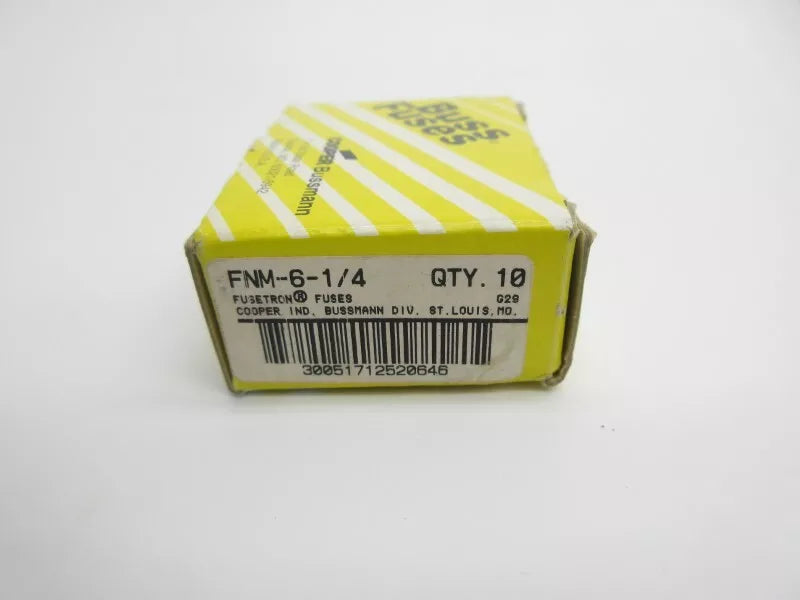 Buss
Fuses
COOPER Bussmann
FNM-6-1/4 QTY. 10
FUSETRON® FUSES G29
COOPER IND. BUSSMANN DIV. ST.LOUIS,MO.
30051712520646